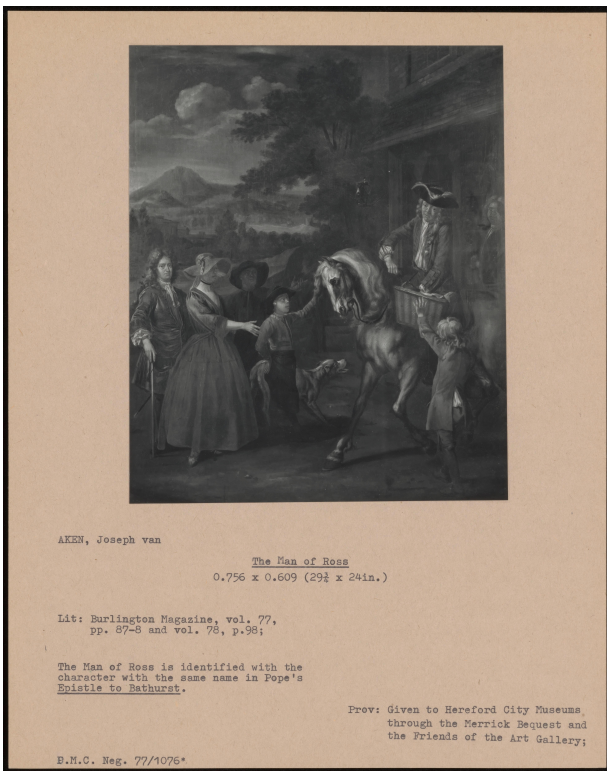 AKEN, Joseph van
The Man of Ross
0.756 x 0.609 (29¾ x 24in.)
Lit: Burlington Magazine, vol. 77,
pp. 87-8 and vol. 78, p.98;
The Man of Ross is identified with the
character with the same name in Pope's
Epistle to Bathurst.
Prov: Given to Hereford City Museums
through the Merrick Bequest and
the Friends of the Art Gallery;
B.M.C. Neg. 77/1076*